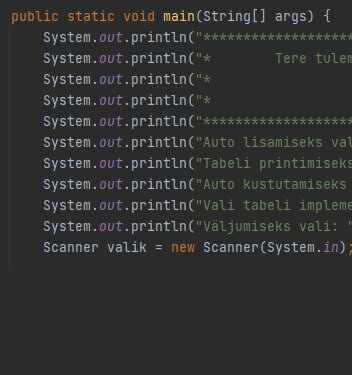 public static void main(String[] args) {
System.out.println("*******************
System.out.println("*        Tere tulem
System.out.println("*
System.out.println("*
System.out.println("*******************
System.out.println("Auto lisamiseks val
System.out.println("Tabeli printimiseks
System.out.println("Auto kustutamiseks
System.out.println("Vali tabeli impleme
System.out.println("Väljumiseks vali: "
Scanner valik = new Scanner(System.in);